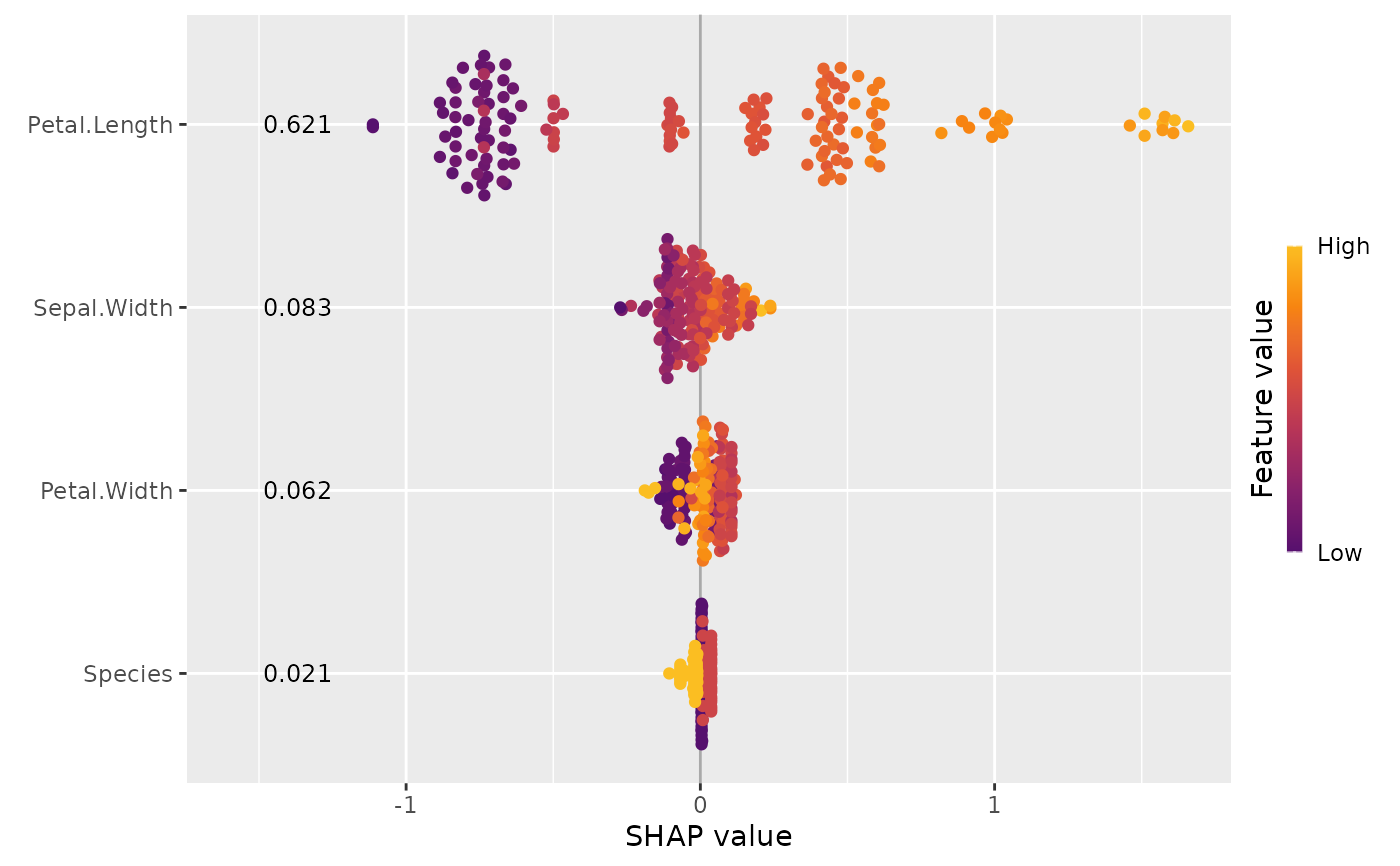 Petal.Length 0.621
Sepal.Width 0.083
Petal.Width 0.062
Species 0.021
-1 0 1
SHAP value
High
Feature value
Low